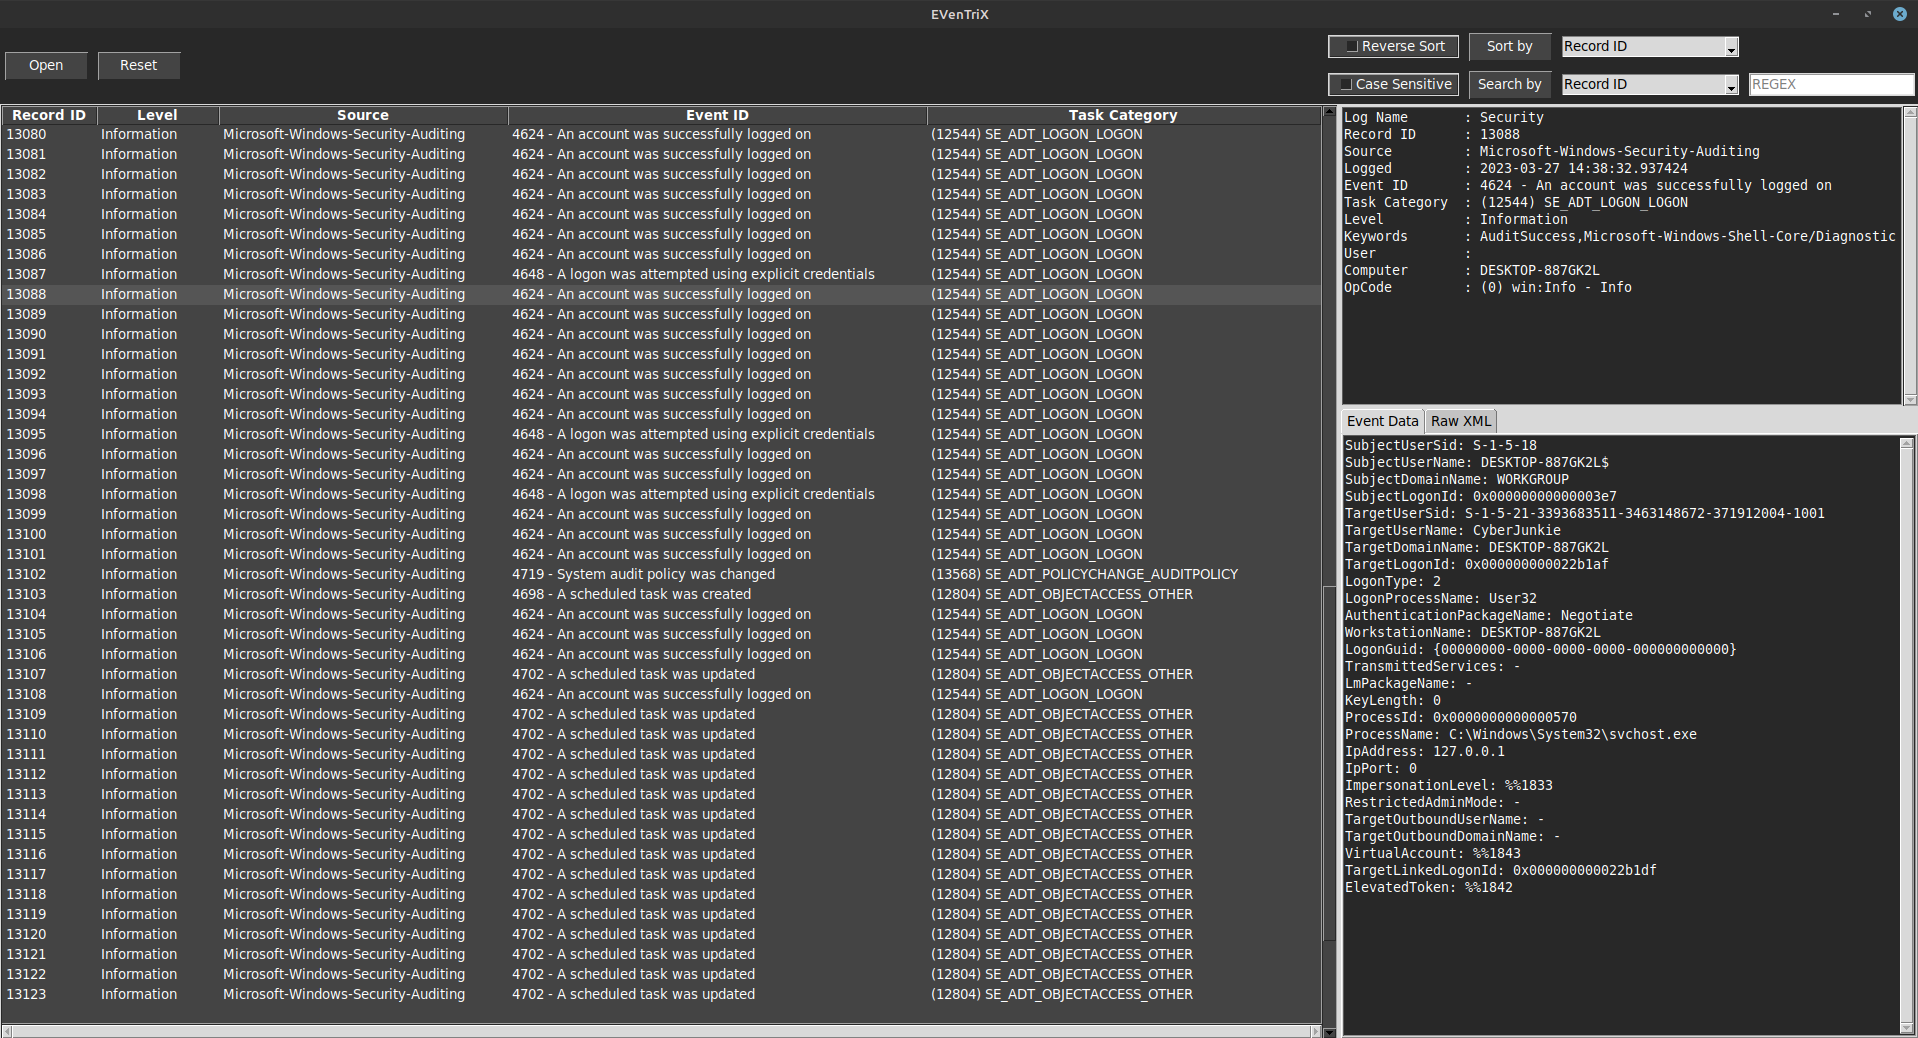 EVenTriX
Open Reset
Reverse Sort Sort by Record ID
Case Sensitive Search by Record ID REGEX
Record ID Level Source Event ID Task Category
13080 Information Microsoft-Windows-Security-Auditing 4624 - An account was successfully logged on (12544) SE_ADT_LOGON_LOGON
13081 Information Microsoft-Windows-Security-Auditing 4624 - An account was successfully logged on (12544) SE_ADT_LOGON_LOGON
13082 Information Microsoft-Windows-Security-Auditing 4624 - An account was successfully logged on (12544) SE_ADT_LOGON_LOGON
13083 Information Microsoft-Windows-Security-Auditing 4624 - An account was successfully logged on (12544) SE_ADT_LOGON_LOGON
13084 Information Microsoft-Windows-Security-Auditing 4624 - An account was successfully logged on (12544) SE_ADT_LOGON_LOGON
13085 Information Microsoft-Windows-Security-Auditing 4624 - An account was successfully logged on (12544) SE_ADT_LOGON_LOGON
13086 Information Microsoft-Windows-Security-Auditing 4624 - An account was successfully logged on (12544) SE_ADT_LOGON_LOGON
13087 Information Microsoft-Windows-Security-Auditing 4648 - A logon was attempted using explicit credentials (12544) SE_ADT_LOGON_LOGON
13088 Information Microsoft-Windows-Security-Auditing 4624 - An account was successfully logged on (12544) SE_ADT_LOGON_LOGON
13089 Information Microsoft-Windows-Security-Auditing 4624 - An account was successfully logged on (12544) SE_ADT_LOGON_LOGON
13090 Information Microsoft-Windows-Security-Auditing 4624 - An account was successfully logged on (12544) SE_ADT_LOGON_LOGON
13091 Information Microsoft-Windows-Security-Auditing 4624 - An account was successfully logged on (12544) SE_ADT_LOGON_LOGON
13092 Information Microsoft-Windows-Security-Auditing 4624 - An account was successfully logged on (12544) SE_ADT_LOGON_LOGON
13093 Information Microsoft-Windows-Security-Auditing 4624 - An account was successfully logged on (12544) SE_ADT_LOGON_LOGON
13094 Information Microsoft-Windows-Security-Auditing 4624 - An account was successfully logged on (12544) SE_ADT_LOGON_LOGON
13095 Information Microsoft-Windows-Security-Auditing 4648 - A logon was attempted using explicit credentials (12544) SE_ADT_LOGON_LOGON
13096 Information Microsoft-Windows-Security-Auditing 4624 - An account was successfully logged on (12544) SE_ADT_LOGON_LOGON
13097 Information Microsoft-Windows-Security-Auditing 4624 - An account was successfully logged on (12544) SE_ADT_LOGON_LOGON
13098 Information Microsoft-Windows-Security-Auditing 4648 - A logon was attempted using explicit credentials (12544) SE_ADT_LOGON_LOGON
13099 Information Microsoft-Windows-Security-Auditing 4624 - An account was successfully logged on (12544) SE_ADT_LOGON_LOGON
13100 Information Microsoft-Windows-Security-Auditing 4624 - An account was successfully logged on (12544) SE_ADT_LOGON_LOGON
13101 Information Microsoft-Windows-Security-Auditing 4624 - An account was successfully logged on (12544) SE_ADT_LOGON_LOGON
13102 Information Microsoft-Windows-Security-Auditing 4719 - System audit policy was changed (13568) SE_ADT_POLICYCHANGE_AUDITPOLICY
13103 Information Microsoft-Windows-Security-Auditing 4698 - A scheduled task was created (12804) SE_ADT_OBJECTACCESS_OTHER
13104 Information Microsoft-Windows-Security-Auditing 4624 - An account was successfully logged on (12544) SE_ADT_LOGON_LOGON
13105 Information Microsoft-Windows-Security-Auditing 4624 - An account was successfully logged on (12544) SE_ADT_LOGON_LOGON
13106 Information Microsoft-Windows-Security-Auditing 4624 - An account was successfully logged on (12544) SE_ADT_LOGON_LOGON
13107 Information Microsoft-Windows-Security-Auditing 4702 - A scheduled task was updated (12804) SE_ADT_OBJECTACCESS_OTHER
13108 Information Microsoft-Windows-Security-Auditing 4624 - An account was successfully logged on (12544) SE_ADT_LOGON_LOGON
13109 Information Microsoft-Windows-Security-Auditing 4702 - A scheduled task was updated (12804) SE_ADT_OBJECTACCESS_OTHER
13110 Information Microsoft-Windows-Security-Auditing 4702 - A scheduled task was updated (12804) SE_ADT_OBJECTACCESS_OTHER
13111 Information Microsoft-Windows-Security-Auditing 4702 - A scheduled task was updated (12804) SE_ADT_OBJECTACCESS_OTHER
13112 Information Microsoft-Windows-Security-Auditing 4702 - A scheduled task was updated (12804) SE_ADT_OBJECTACCESS_OTHER
13113 Information Microsoft-Windows-Security-Auditing 4702 - A scheduled task was updated (12804) SE_ADT_OBJECTACCESS_OTHER
13114 Information Microsoft-Windows-Security-Auditing 4702 - A scheduled task was updated (12804) SE_ADT_OBJECTACCESS_OTHER
13115 Information Microsoft-Windows-Security-Auditing 4702 - A scheduled task was updated (12804) SE_ADT_OBJECTACCESS_OTHER
13116 Information Microsoft-Windows-Security-Auditing 4702 - A scheduled task was updated (12804) SE_ADT_OBJECTACCESS_OTHER
13117 Information Microsoft-Windows-Security-Auditing 4702 - A scheduled task was updated (12804) SE_ADT_OBJECTACCESS_OTHER
13118 Information Microsoft-Windows-Security-Auditing 4702 - A scheduled task was updated (12804) SE_ADT_OBJECTACCESS_OTHER
13119 Information Microsoft-Windows-Security-Auditing 4702 - A scheduled task was updated (12804) SE_ADT_OBJECTACCESS_OTHER
13120 Information Microsoft-Windows-Security-Auditing 4702 - A scheduled task was updated (12804) SE_ADT_OBJECTACCESS_OTHER
13121 Information Microsoft-Windows-Security-Auditing 4702 - A scheduled task was updated (12804) SE_ADT_OBJECTACCESS_OTHER
13122 Information Microsoft-Windows-Security-Auditing 4702 - A scheduled task was updated (12804) SE_ADT_OBJECTACCESS_OTHER
13123 Information Microsoft-Windows-Security-Auditing 4702 - A scheduled task was updated (12804) SE_ADT_OBJECTACCESS_OTHER
Log Name : Security
Record ID : 13088
Source : Microsoft-Windows-Security-Auditing
Logged : 2023-03-27 14:38:32.937424
Event ID : 4624 - An account was successfully logged on
Task Category : (12544) SE_ADT_LOGON_LOGON
Level : Information
Keywords : AuditSuccess,Microsoft-Windows-Shell-Core/Diagnostic
User :
Computer : DESKTOP-887GK2L
OpCode : (0) win:Info - Info
Event Data Raw XML
SubjectUserSid: S-1-5-18
SubjectUserName: DESKTOP-887GK2L$
SubjectDomainName: WORKGROUP
SubjectLogonId: 0x00000000000003e7
TargetUserSid: S-1-5-21-3393683511-3463148672-371912004-1001
TargetUserName: CyberJunkie
TargetDomainName: DESKTOP-887GK2L
TargetLogonId: 0x000000000022b1af
LogonType: 2
LogonProcessName: User32
AuthenticationPackageName: Negotiate
WorkstationName: DESKTOP-887GK2L
LogonGuid: {00000000-0000-0000-0000-000000000000}
TransmittedServices: -
LmPackageName: -
KeyLength: 0
ProcessId: 0x0000000000000570
ProcessName: C:\Windows\System32\svchost.exe
IpAddress: 127.0.0.1
IpPort: 0
ImpersonationLevel: %%1833
RestrictedAdminMode: -
TargetOutboundUserName: -
TargetOutboundDomainName: -
VirtualAccount: %%1843
TargetLinkedLogonId: 0x000000000022b1df
ElevatedToken: %%1842